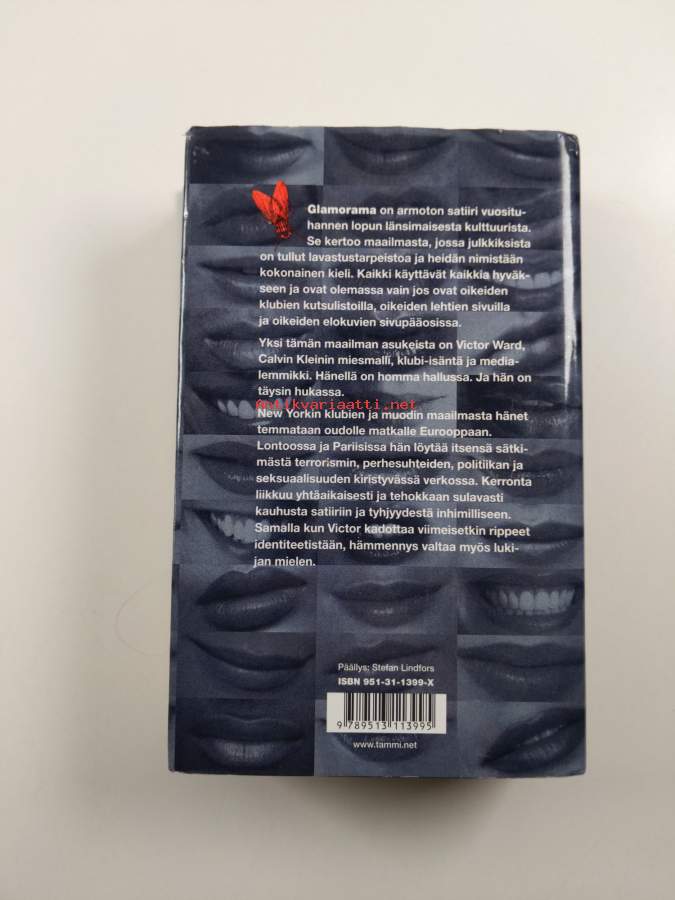 Glamorama on armoton satiiri vuositu-
hannen lopun länsimaisesta kulttuurista.
Se kertoo maailmasta, jossa julkkiksista
on tullut lavastustarpeistoa ja heidän nimistään
kokonainen kieli. Kaikki käyttävät kaikkia hyväk-
seen ja ovat olemassa vain jos ovat oikeiden
klubien kutsulistoilla, oikeiden lehtien sivuilla
ja oikeiden elokuvien sivupääosissa.
Yksi tämän maailman asukeista on Victor Ward,
Calvin Kleinin miesmalli, klubi-isäntä ja media-
lemmikki. Hänellä on homma hallussa. Ja hän on
täysin hukassa.
Antikvariaatti.net
New Yorkin klubien ja muodin maailmasta hänet
temmataan oudolle matkalle Eurooppaan.
Lontoossa ja Pariisissa hän löytää itsensä sätki-
mästä terrorismin, perhesuhteiden, politiikan ja
seksuaalisuuden kiristyvässä verkossa. Kerronta
liikkuu yhtäaikaisesti ja tehokkaan sulavasti
kauhusta satiiriin ja tyhjyydestä inhimilliseen.
Samalla kun Victor kadottaa viimeisetkin rippeet
identiteetistään, hämmennys valtaa myös luki-
jan mielen.
Päällys: Stefan Lindfors
ISBN 951-31-1399-X
9 789513 113995
www.tammi.net